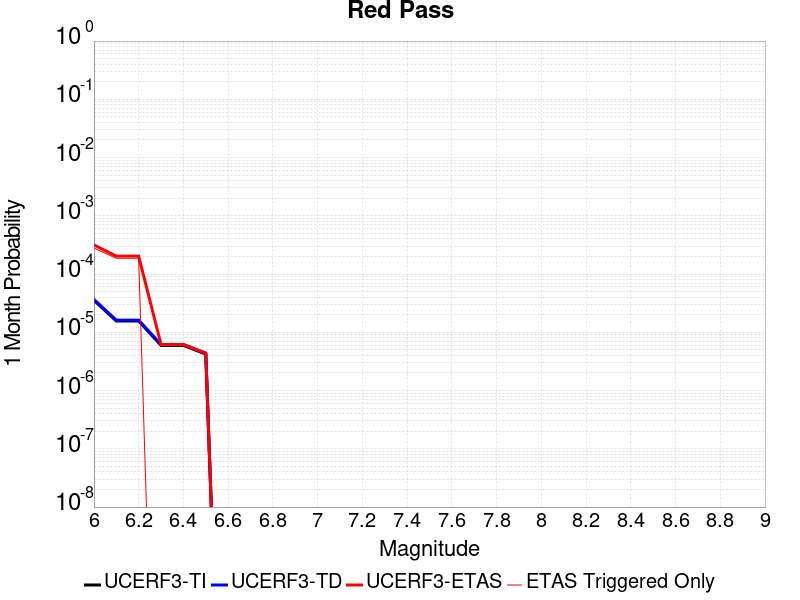 Red Pass
10^0
10^-1
10^-2
10^-3
10^-4
10^-5
10^-6
10^-7
10^-8
1 Month Probability
6 6.2 6.4 6.6 6.8 7 7.2 7.4 7.6 7.8 8 8.2 8.4 8.6 8.8 9
Magnitude
UCERF3-TI UCERF3-TD UCERF3-ETAS ETAS Triggered Only